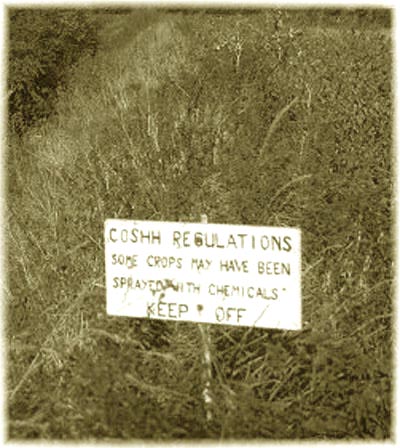 COSHH REGULATIONS
SOME CROPS MAY HAVE BEEN
SPRAYED WITH CHEMICALS
KEEP OFF